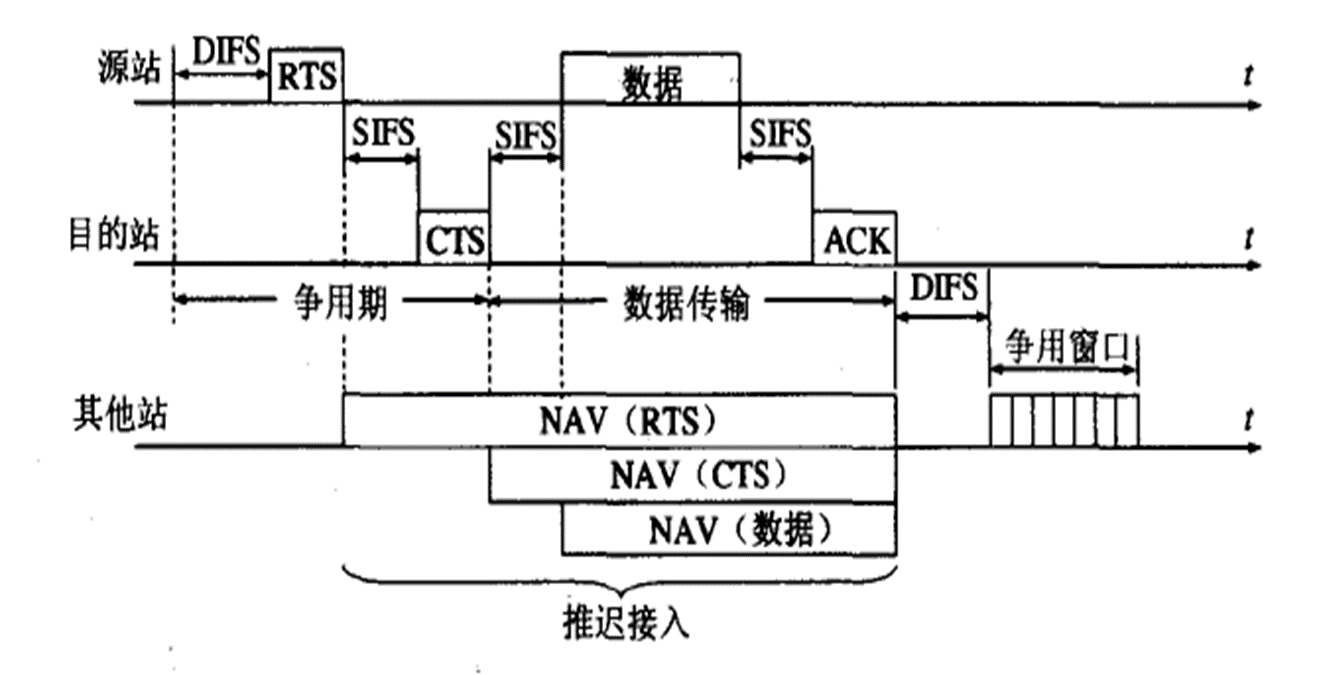 源站 DIFS RTS 数据 t
SIFS SIFS SIFS
目的站 CTS ACK t
争用期 数据传输 DIFS
争用窗口
其他站 NAV（RTS） t
NAV（CTS）
NAV（数据）
推迟接入